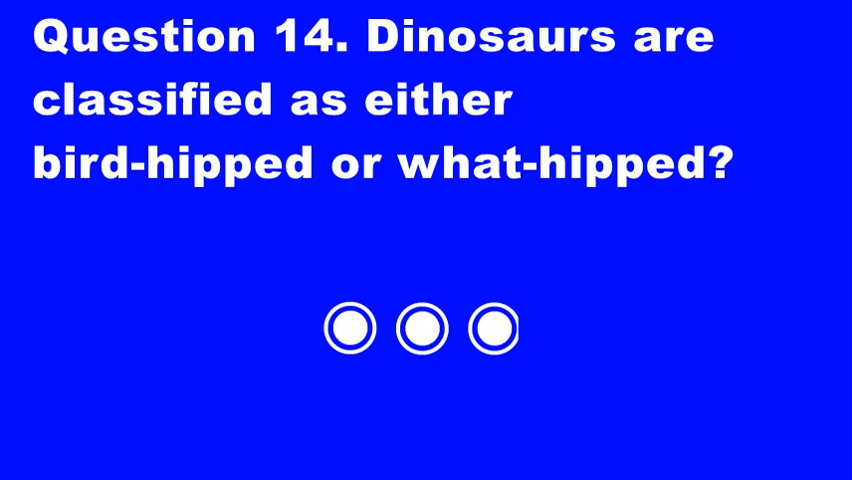 Question 14. Dinosaurs are
classified as either
bird-hipped or what-hipped?